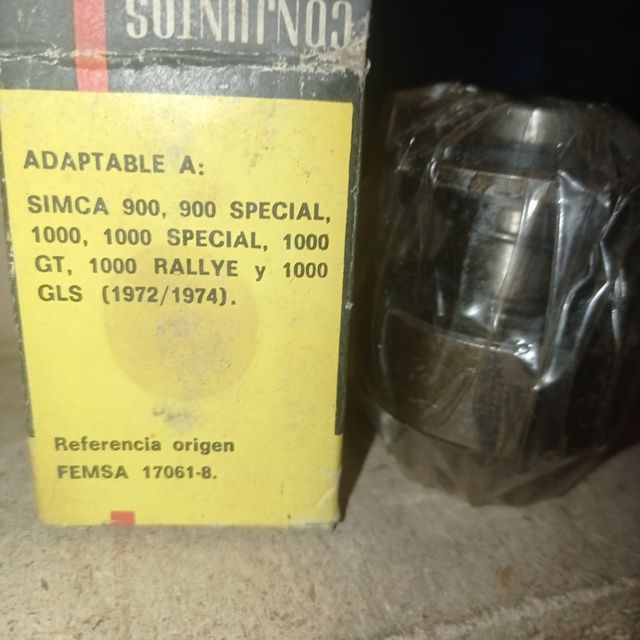 CONJUNTOS
ADAPTABLE A:
SIMCA 900, 900 SPECIAL,
1000, 1000 SPECIAL, 1000
GT, 1000 RALLYE y 1000
GLS (1972/1974).
Referencia origen
FEMSA 17061-8.